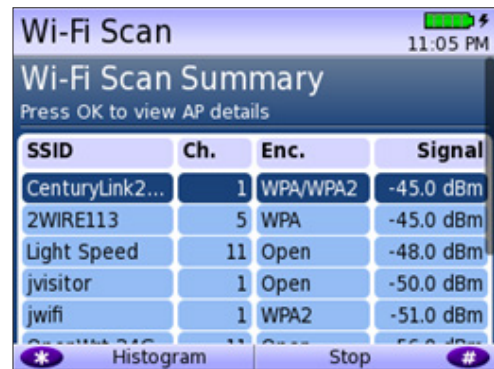 Wi-Fi Scan
11:05 PM
Wi-Fi Scan Summary
Press OK to view AP details
SSID Ch. Enc. Signal
CenturyLink2... 1 WPA/WPA2 -45.0 dBm
2WIRE113 5 WPA -45.0 dBm
Light Speed 11 Open -48.0 dBm
jvisitor 1 Open -50.0 dBm
jwifi 1 WPA2 -51.0 dBm
* Histogram Stop #